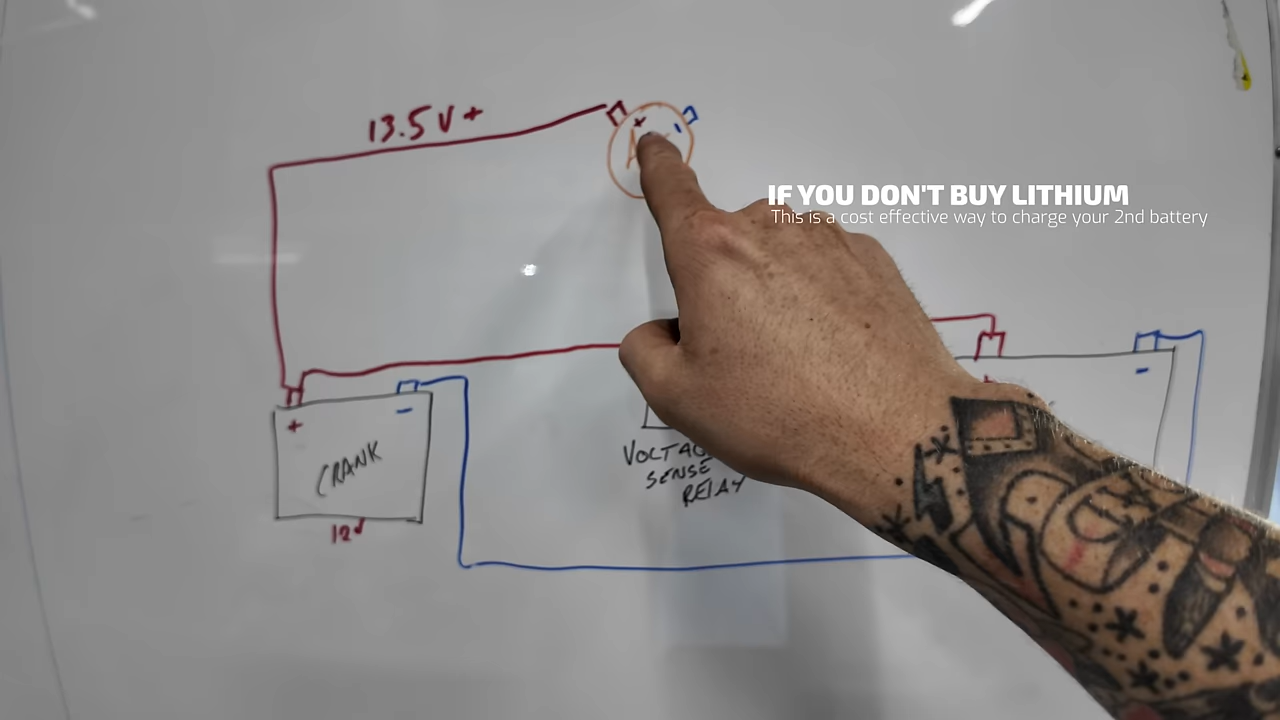 13.5V+
+ -
IF YOU DON'T BUY LITHIUM
This is a cost effective way to charge your 2nd battery
-
+ -
CRANK
12V
SENSE
RELAY